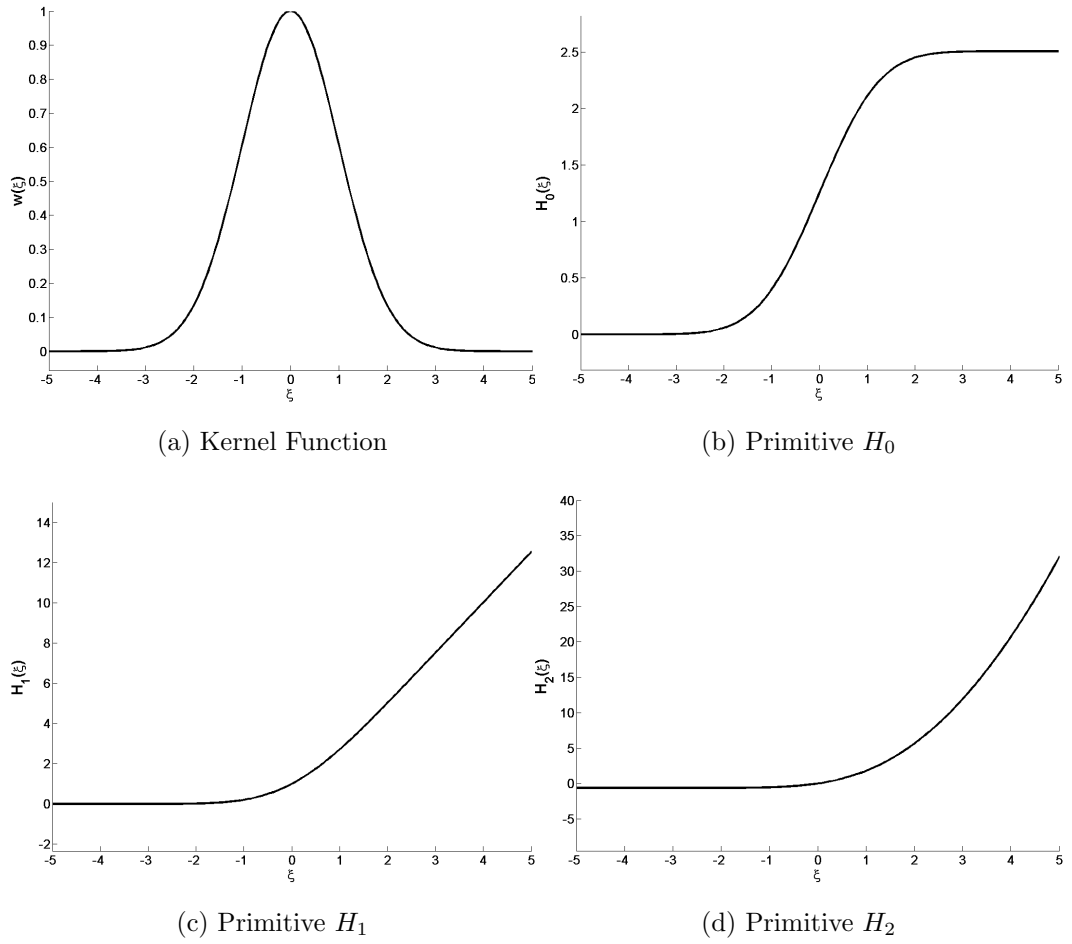 1
0.9
0.8
0.7
0.6
0.5
0.4
0.3
0.2
0.1
0
w(ξ)
-5 -4 -3 -2 -1 0 1 2 3 4 5
ξ
(a) Kernel Function
2.5
2
1.5
1
0.5
0
H₀(ξ)
-5 -4 -3 -2 -1 0 1 2 3 4 5
ξ
(b) Primitive H₀
14
12
10
8
6
4
2
0
-2
H₁(ξ)
-5 -4 -3 -2 -1 0 1 2 3 4 5
ξ
(c) Primitive H₁
40
35
30
25
20
15
10
5
0
-5
H₂(ξ)
-5 -4 -3 -2 -1 0 1 2 3 4 5
ξ
(d) Primitive H₂